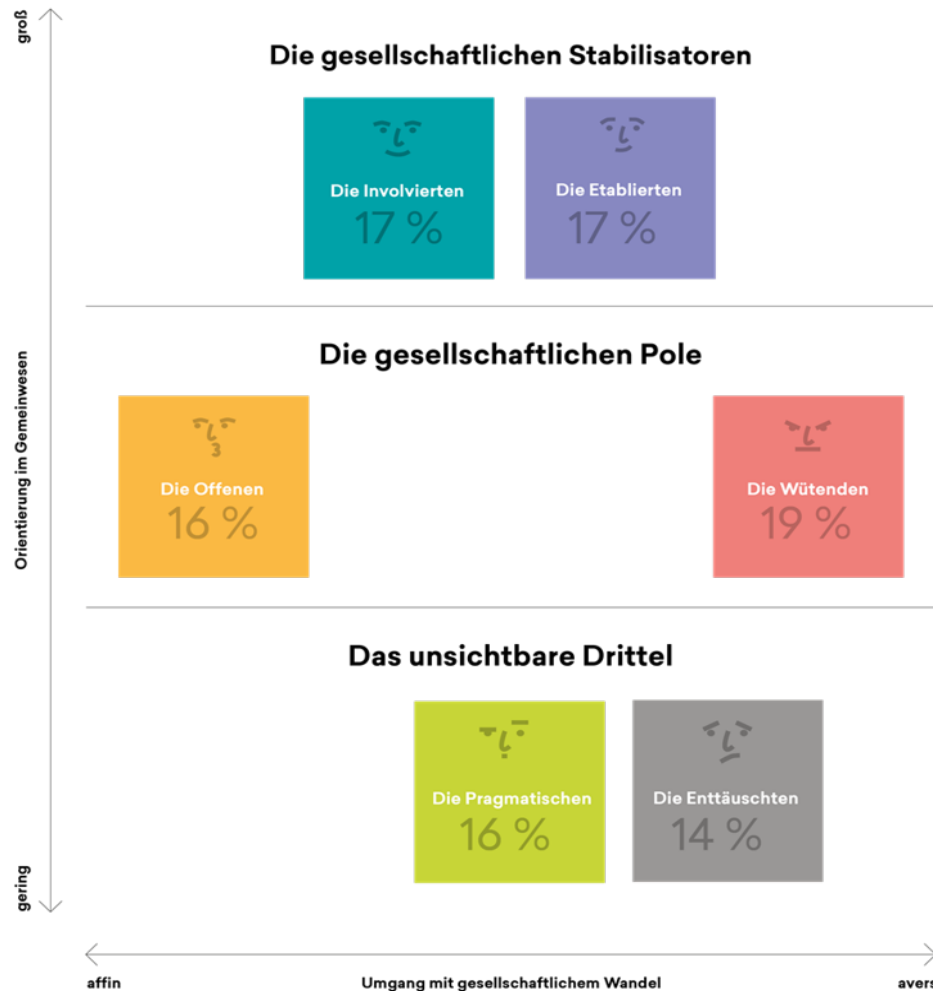 groß
Die gesellschaftlichen Stabilisatoren
Die Involvierten
17 %
Die Etablierten
17 %
Die gesellschaftlichen Pole
Orientierung im Gemeinwesen
Die Offenen
16 %
Die Wütenden
19 %
Das unsichtbare Drittel
Die Pragmatischen
16 %
Die Enttäuschten
14 %
gering
affin
Umgang mit gesellschaftlichem Wandel
avers